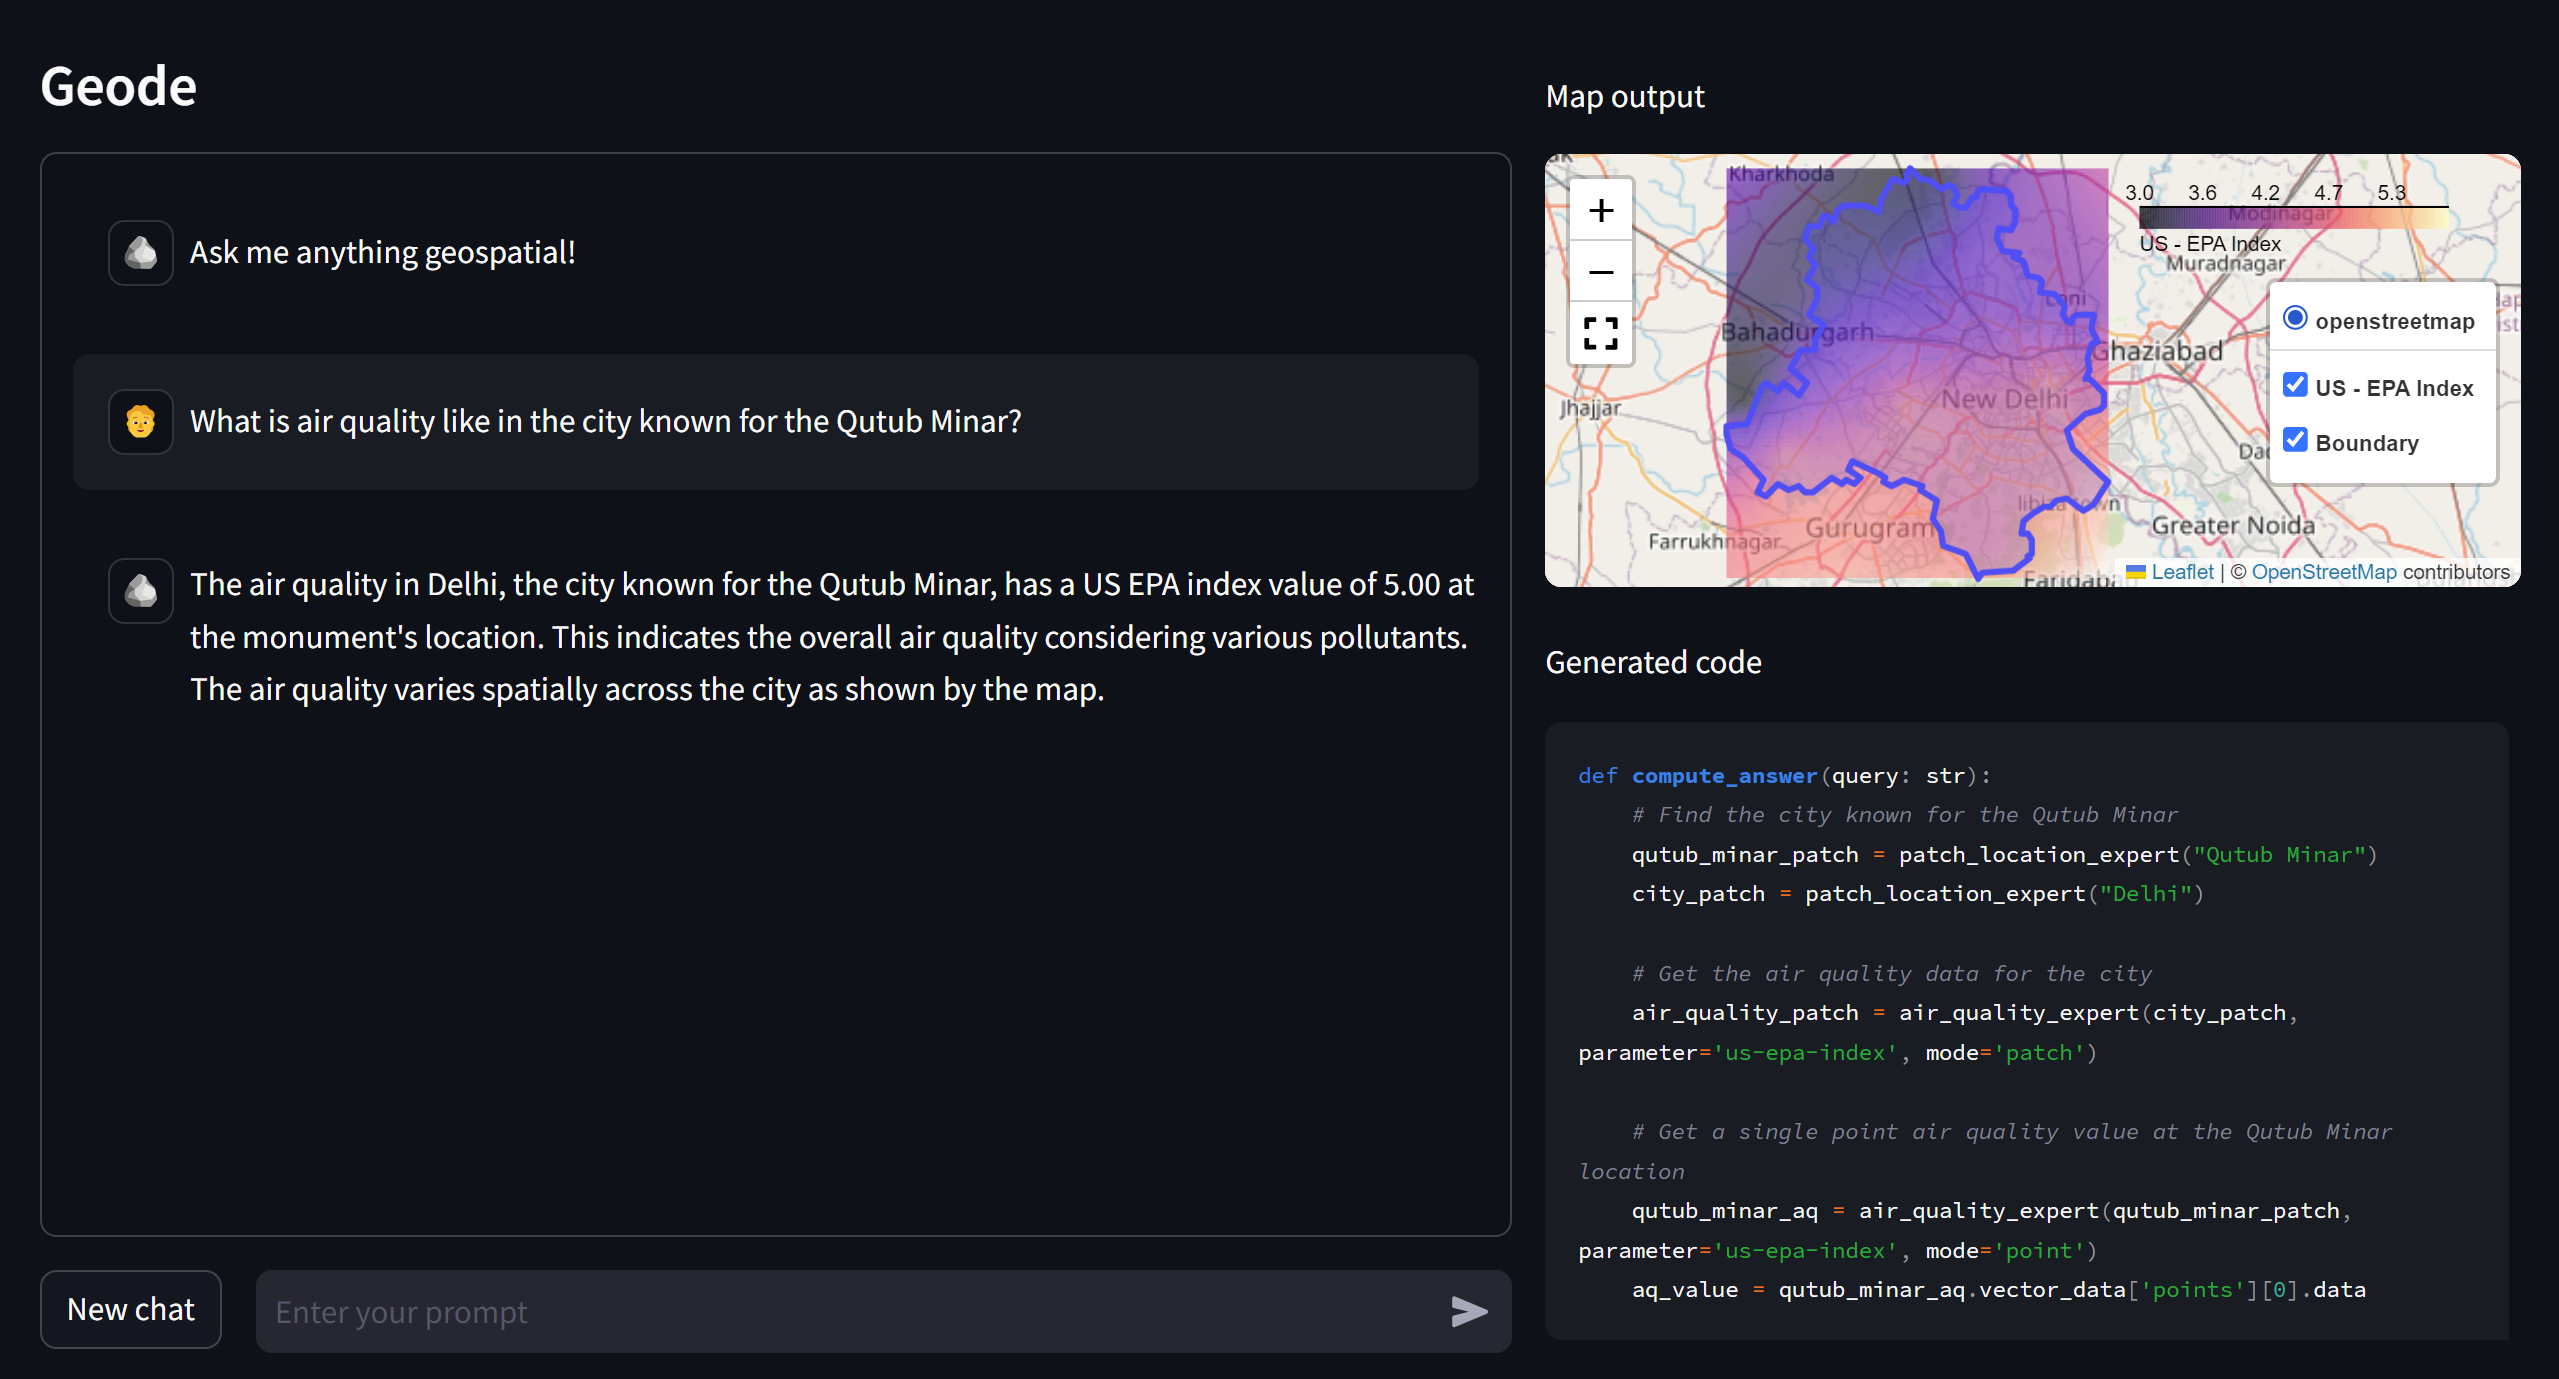 Geode
Ask me anything geospatial!
What is air quality like in the city known for the Qutub Minar?
The air quality in Delhi, the city known for the Qutub Minar, has a US EPA index value of 5.00 at
the monument's location. This indicates the overall air quality considering various pollutants.
The air quality varies spatially across the city as shown by the map.
New chat
Enter your prompt
Map output
+
−
Kharkhoda
3.0 3.6 4.2 4.7 5.3
Modinagar
US - EPA Index
Muradnagar
Loni
openstreetmap
Bahadurgarh
Ghaziabad
US - EPA Index
New Delhi
Jhajjar
Boundary
Greater Noida
Gurugram
Farrukhnagar
Leaflet | © OpenStreetMap contributors
Generated code
def compute_answer(query: str):
    # Find the city known for the Qutub Minar
    qutub_minar_patch = patch_location_expert("Qutub Minar")
    city_patch = patch_location_expert("Delhi")
    # Get the air quality data for the city
    air_quality_patch = air_quality_expert(city_patch,
parameter='us-epa-index', mode='patch')
    # Get a single point air quality value at the Qutub Minar
location
    qutub_minar_aq = air_quality_expert(qutub_minar_patch,
parameter='us-epa-index', mode='point')
    aq_value = qutub_minar_aq.vector_data['points'][0].data